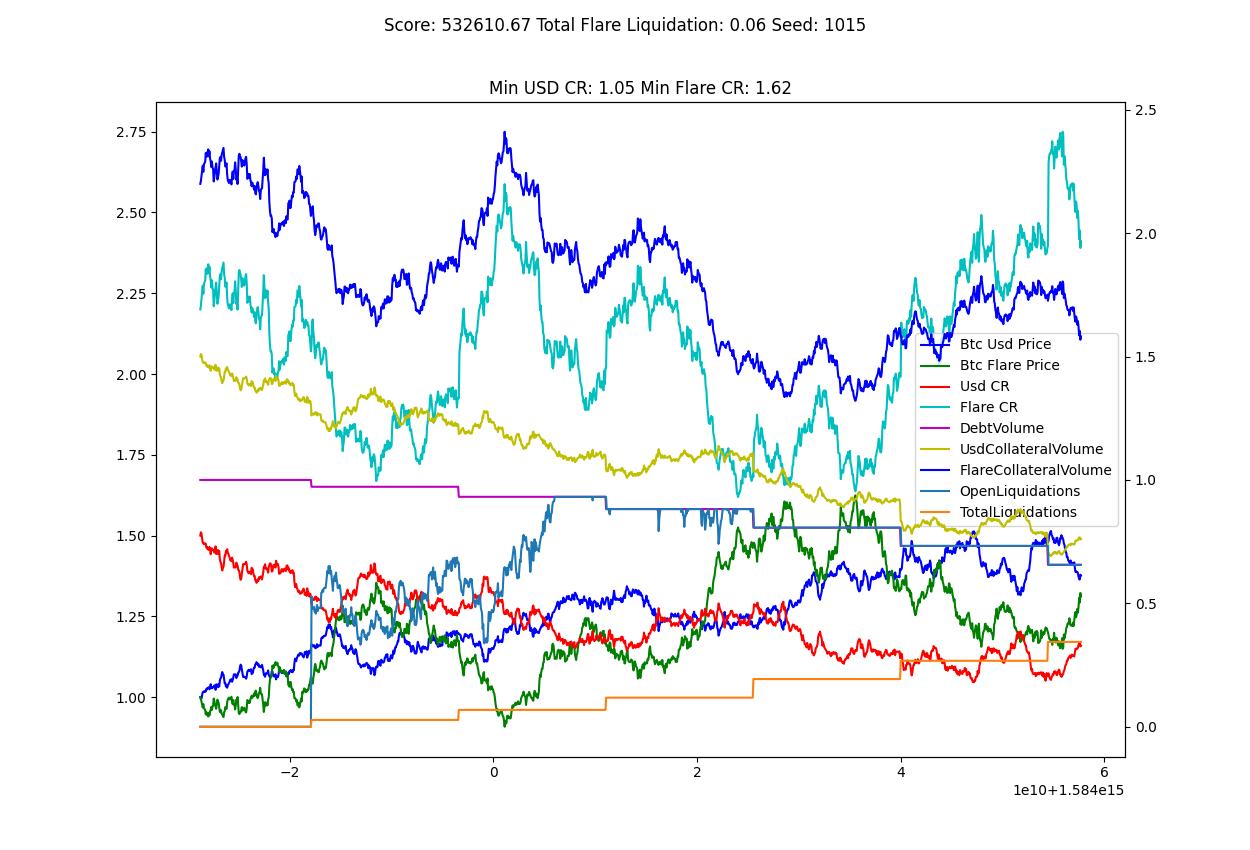 Score: 532610.67 Total Flare Liquidation: 0.06 Seed: 1015
Min USD CR: 1.05 Min Flare CR: 1.62
2.75
2.50
2.25
2.00
1.75
1.50
1.25
1.00
2.5
2.0
1.5
1.0
0.5
0.0
Btc Usd Price
Btc Flare Price
Usd CR
Flare CR
DebtVolume
UsdCollateralVolume
FlareCollateralVolume
OpenLiquidations
TotalLiquidations
−2 0 2 4 6
1e10+1.584e15